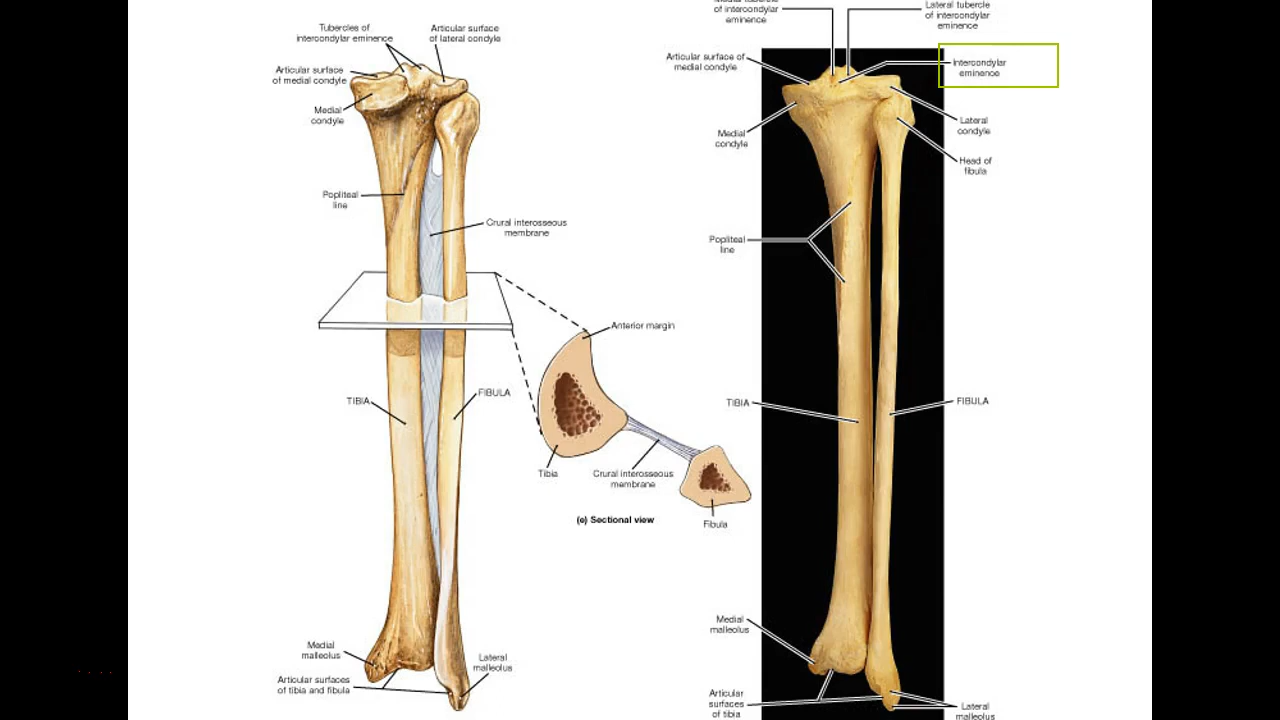 Tubercles of
intercondylar eminence
Articular surface
of lateral condyle
Articular surface
of medial condyle
Medial
condyle
Popliteal
line
Crural interosseous
membrane
TIBIA
FIBULA
Medial
malleolus
Articular surfaces
of tibia and fibula
Lateral
malleolus
Anterior margin
Tibia
Crural interosseous
membrane
Fibula
(e) Sectional view
of intercondylar
eminence
Lateral tubercle
of intercondylar
eminence
Articular surface of
medial condyle
Intercondylar
eminence
Medial
condyle
Lateral
condyle
Head of
fibula
Popliteal
line
TIBIA
FIBULA
Medial
malleolus
Articular
surfaces
of tibia
Lateral
malleolus